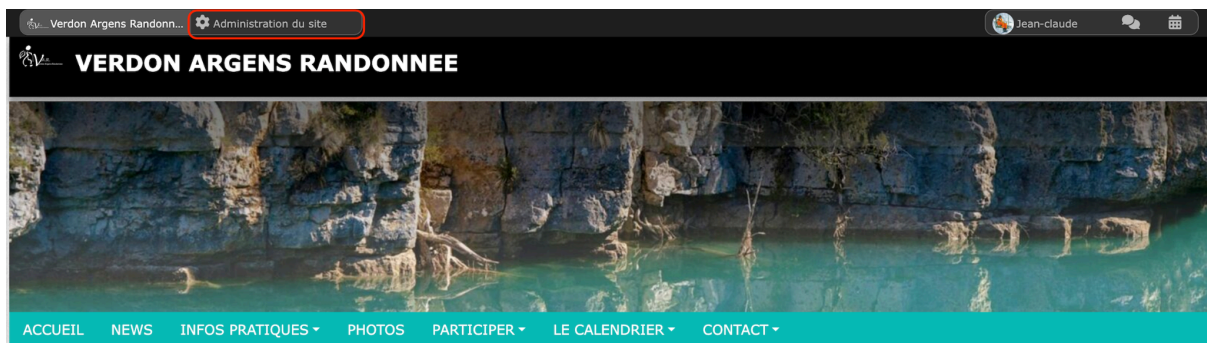 Verdon Argens Randonn... Administration du site Jean-claude
VERDON ARGENS RANDONNEE
ACCUEIL NEWS INFOS PRATIQUES PHOTOS PARTICIPER LE CALENDRIER CONTACT